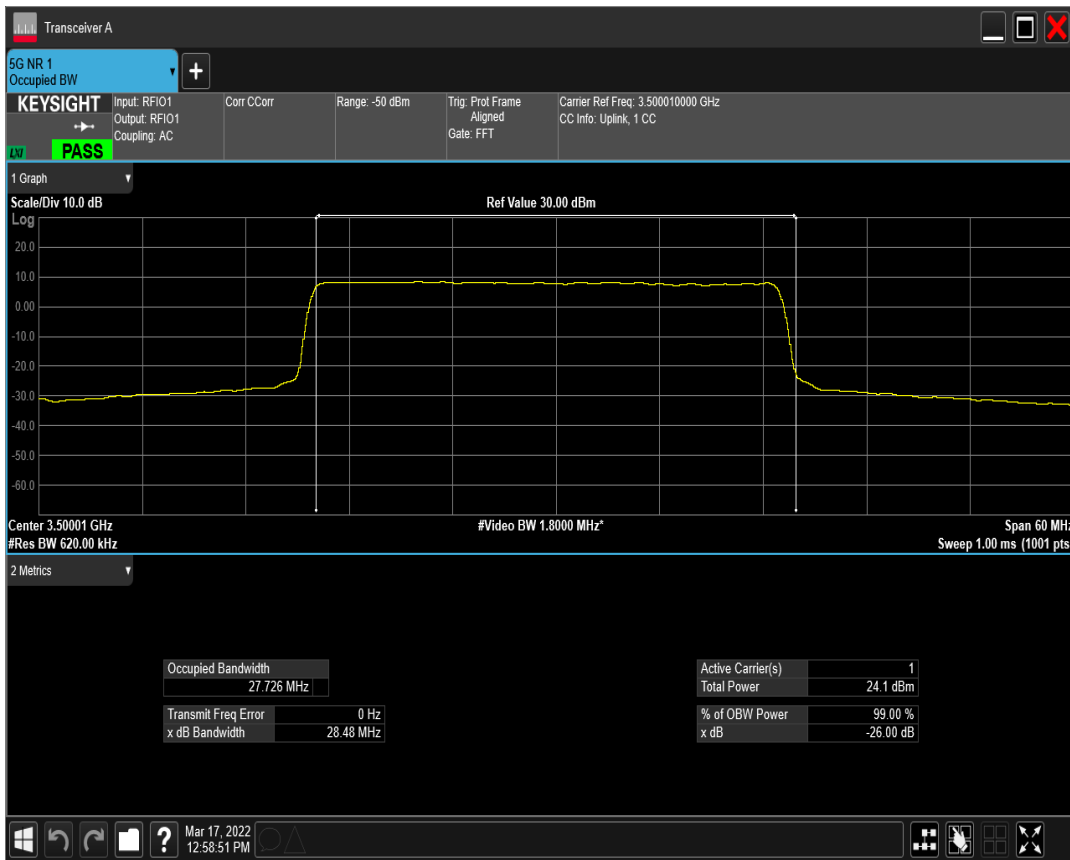 Transceiver A
5G NR 1
Occupied BW
+
KEYSIGHT
LXI
PASS
Input: RFIO1
Output: RFIO1
Coupling: AC
Corr CCorr
Range: -50 dBm
Trig: Prot Frame
Aligned
Gate: FFT
Carrier Ref Freq: 3.500010000 GHz
CC Info: Uplink, 1 CC
1 Graph
Scale/Div 10.0 dB
Ref Value 30.00 dBm
Log
20.0
10.0
0.00
-10.0
-20.0
-30.0
-40.0
-50.0
-60.0
Center 3.50001 GHz
#Video BW 1.8000 MHz*
Span 60 MHz
#Res BW 620.00 kHz
Sweep 1.00 ms (1001 pts
2 Metrics
Occupied Bandwidth
27.726 MHz
Transmit Freq Error 0 Hz
x dB Bandwidth 28.48 MHz
Active Carrier(s) 1
Total Power 24.1 dBm
% of OBW Power 99.00 %
x dB -26.00 dB
?
Mar 17, 2022
12:58:51 PM